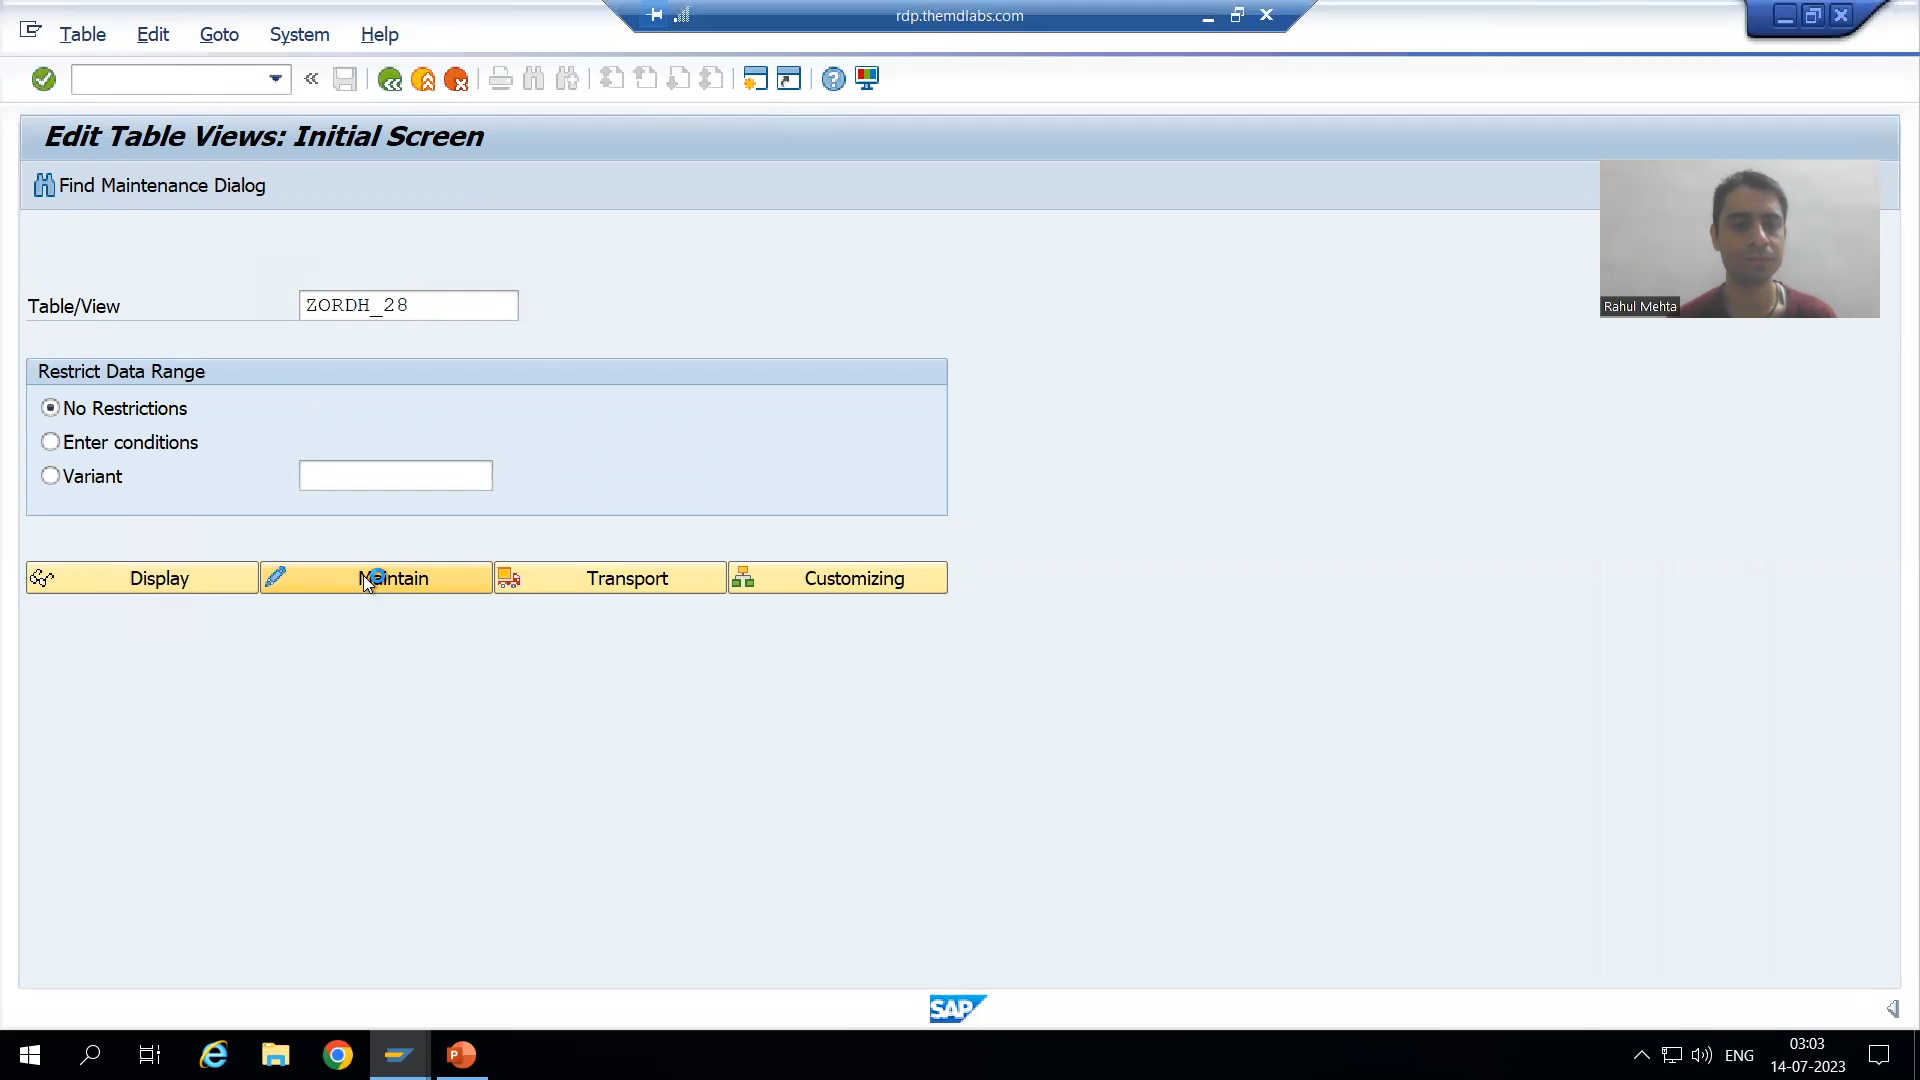 rdp.themdlabs.com
Table Edit Goto System Help
Edit Table Views: Initial Screen
Find Maintenance Dialog
Rahul Mehta
Table/View ZORDH_28
Restrict Data Range
No Restrictions
Enter conditions
Variant
Display Maintain Transport Customizing
SAP
ENG
03:03
14-07-2023